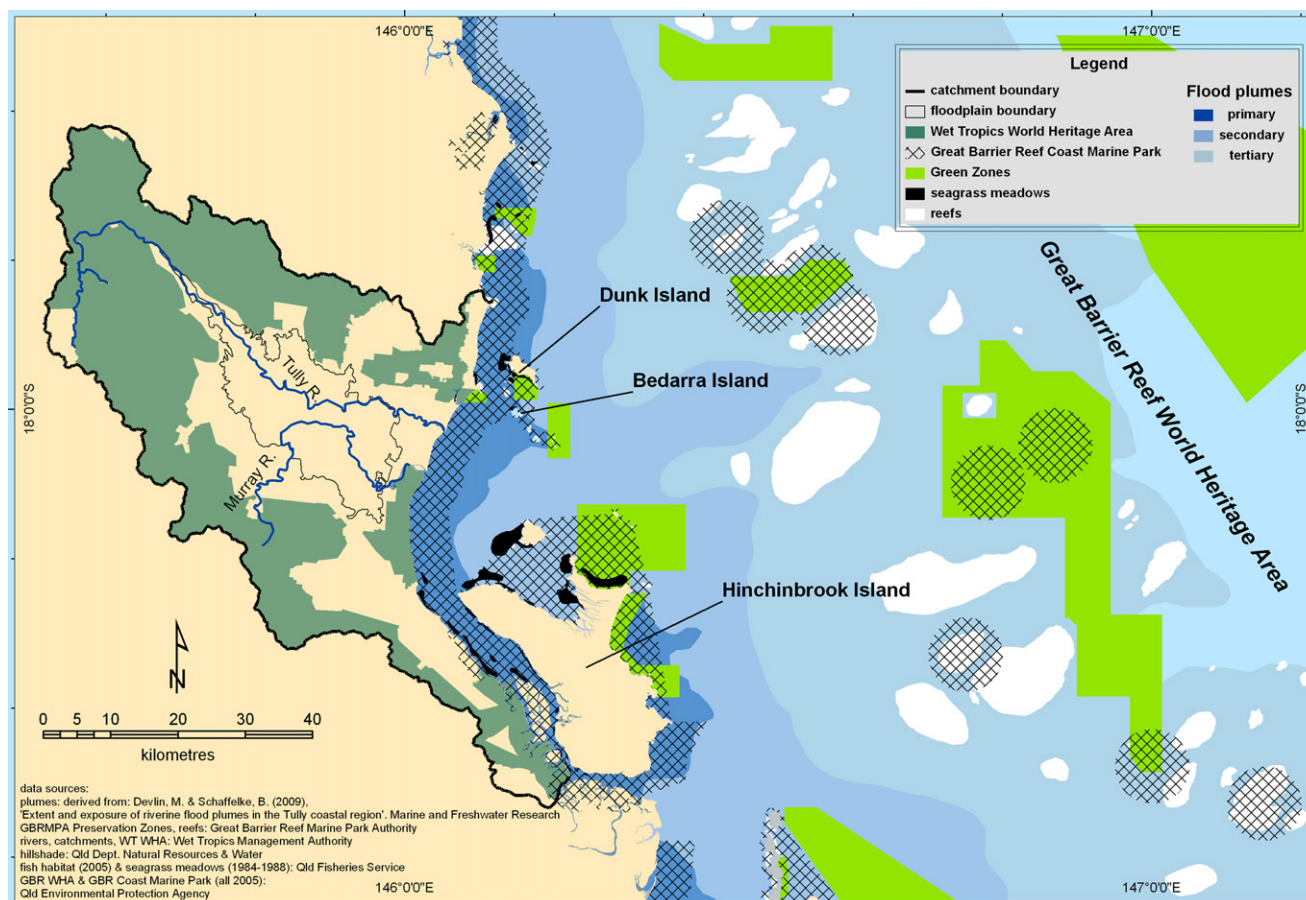 146°0'0"E
147°0'0"E
Legend
catchment boundary
floodplain boundary
Wet Tropics World Heritage Area
Great Barrier Reef Coast Marine Park
Green Zones
seagrass meadows
reefs
Flood plumes
primary
secondary
tertiary
Great Barrier Reef World Heritage Area
Dunk Island
Bedarra Island
Tully R.
Murray R.
18°0'0"S
18°0'0"S
Hinchinbrook Island
N
0 5 10 20 30 40
kilometres
data sources:
plumes: derived from: Devlin, M. & Schaffelke, B. (2009),
'Extent and exposure of riverine flood plumes in the Tully coastal region'. Marine and Freshwater Research
GBRMPA Preservation Zones, reefs: Great Barrier Reef Marine Park Authority
rivers, catchments, WT WHA: Wet Tropics Management Authority
hillshade: Qld Dept. Natural Resources & Water
fish habitat (2005) & seagrass meadows (1984-1988): Qld Fisheries Service
GBR WHA & GBR Coast Marine Park (all 2005):
Qld Environmental Protection Agency
146°0'0"E
147°0'0"E